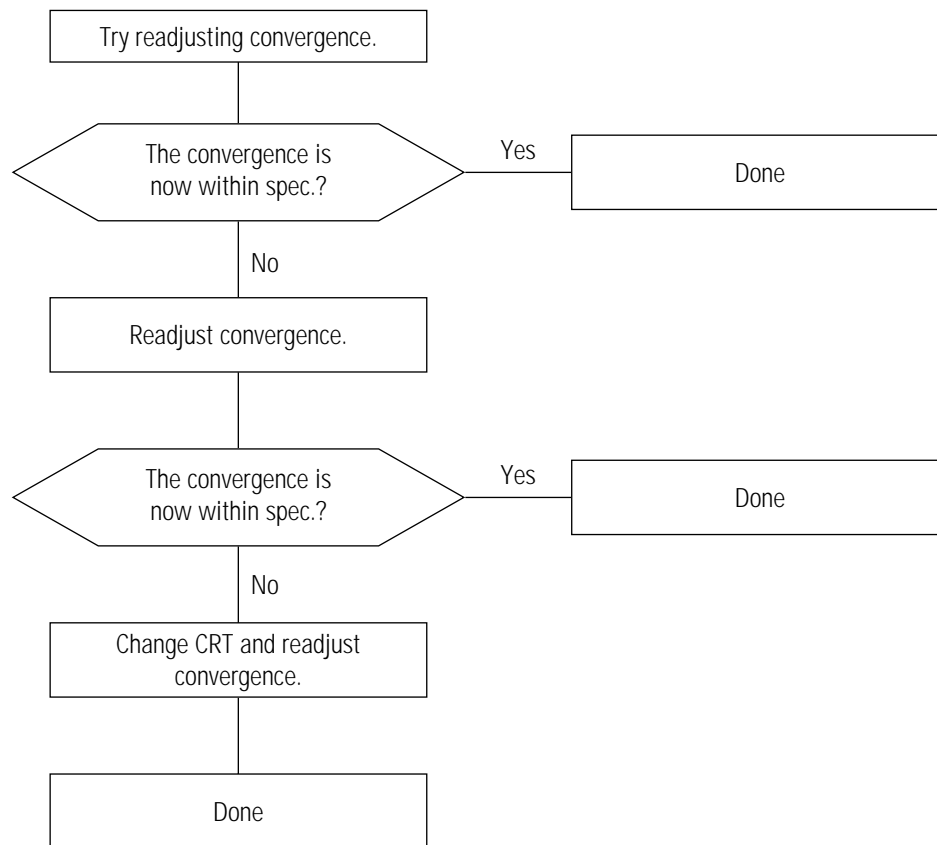 Try readjusting convergence.
The convergence is
now within spec.?
Yes
Done
No
Readjust convergence.
The convergence is
now within spec.?
Yes
Done
No
Change CRT and readjust
convergence.
Done